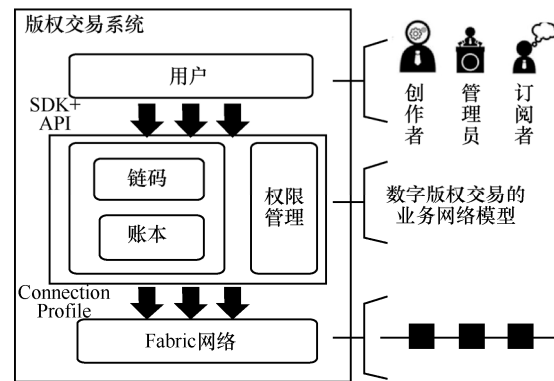 版权交易系统
用户
SDK+
API
链码
账本
权限
管理
Connection
Profile
Fabric网络
创作者
管理员
订阅者
数字版权交易的
业务网络模型